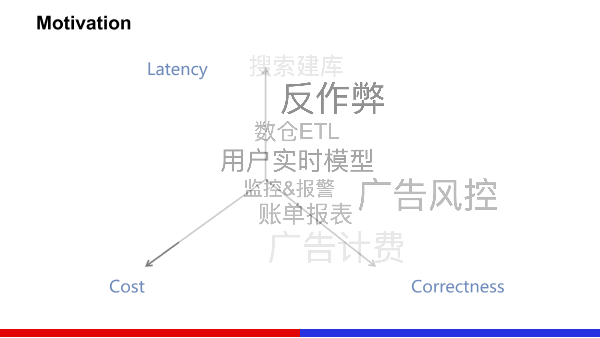 Motivation
Latency
搜索建库
反作弊
数仓ETL
用户实时模型
监控&报警
广告风控
账单报表
广告计费
Cost
Correctness